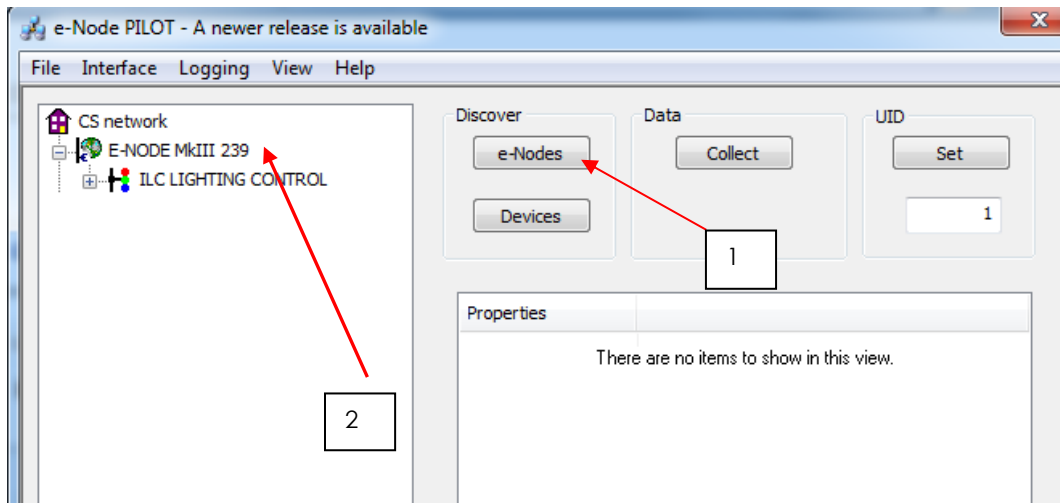 e-Node PILOT - A newer release is available
File Interface Logging View Help
CS network
E-NODE MkIII 239
ILC LIGHTING CONTROL
Discover
e-Nodes
Devices
Data
Collect
UID
Set
1
1
Properties
There are no items to show in this view.
2